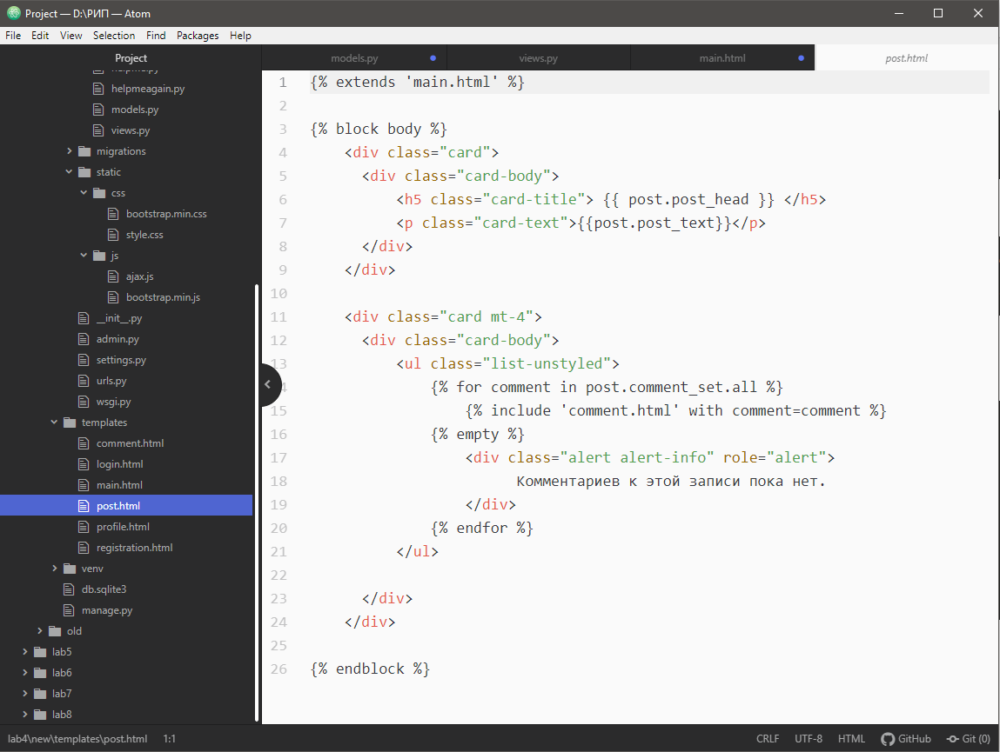 Project — D:\РИП — Atom
File Edit View Selection Find Packages Help
Project
models.py
views.py
main.html
post.html
helpme.py
helpmeagain.py
models.py
views.py
migrations
static
css
bootstrap.min.css
style.css
js
ajax.js
bootstrap.min.js
__init__.py
admin.py
settings.py
urls.py
wsgi.py
templates
comment.html
login.html
main.html
post.html
profile.html
registration.html
venv
db.sqlite3
manage.py
old
lab5
lab6
lab7
lab8
1 {% extends 'main.html' %}
2
3 {% block body %}
4 <div class="card">
5 <div class="card-body">
6 <h5 class="card-title"> {{ post.post_head }} </h5>
7 <p class="card-text">{{post.post_text}}</p>
8 </div>
9 </div>
10
11 <div class="card mt-4">
12 <div class="card-body">
13 <ul class="list-unstyled">
4 {% for comment in post.comment_set.all %}
15 {% include 'comment.html' with comment=comment %}
16 {% empty %}
17 <div class="alert alert-info" role="alert">
18 Комментариев к этой записи пока нет.
19 </div>
20 {% endfor %}
21 </ul>
22
23 </div>
24 </div>
25
26 {% endblock %}
lab4\new\templates\post.html 1:1 CRLF UTF-8 HTML GitHub Git (0)